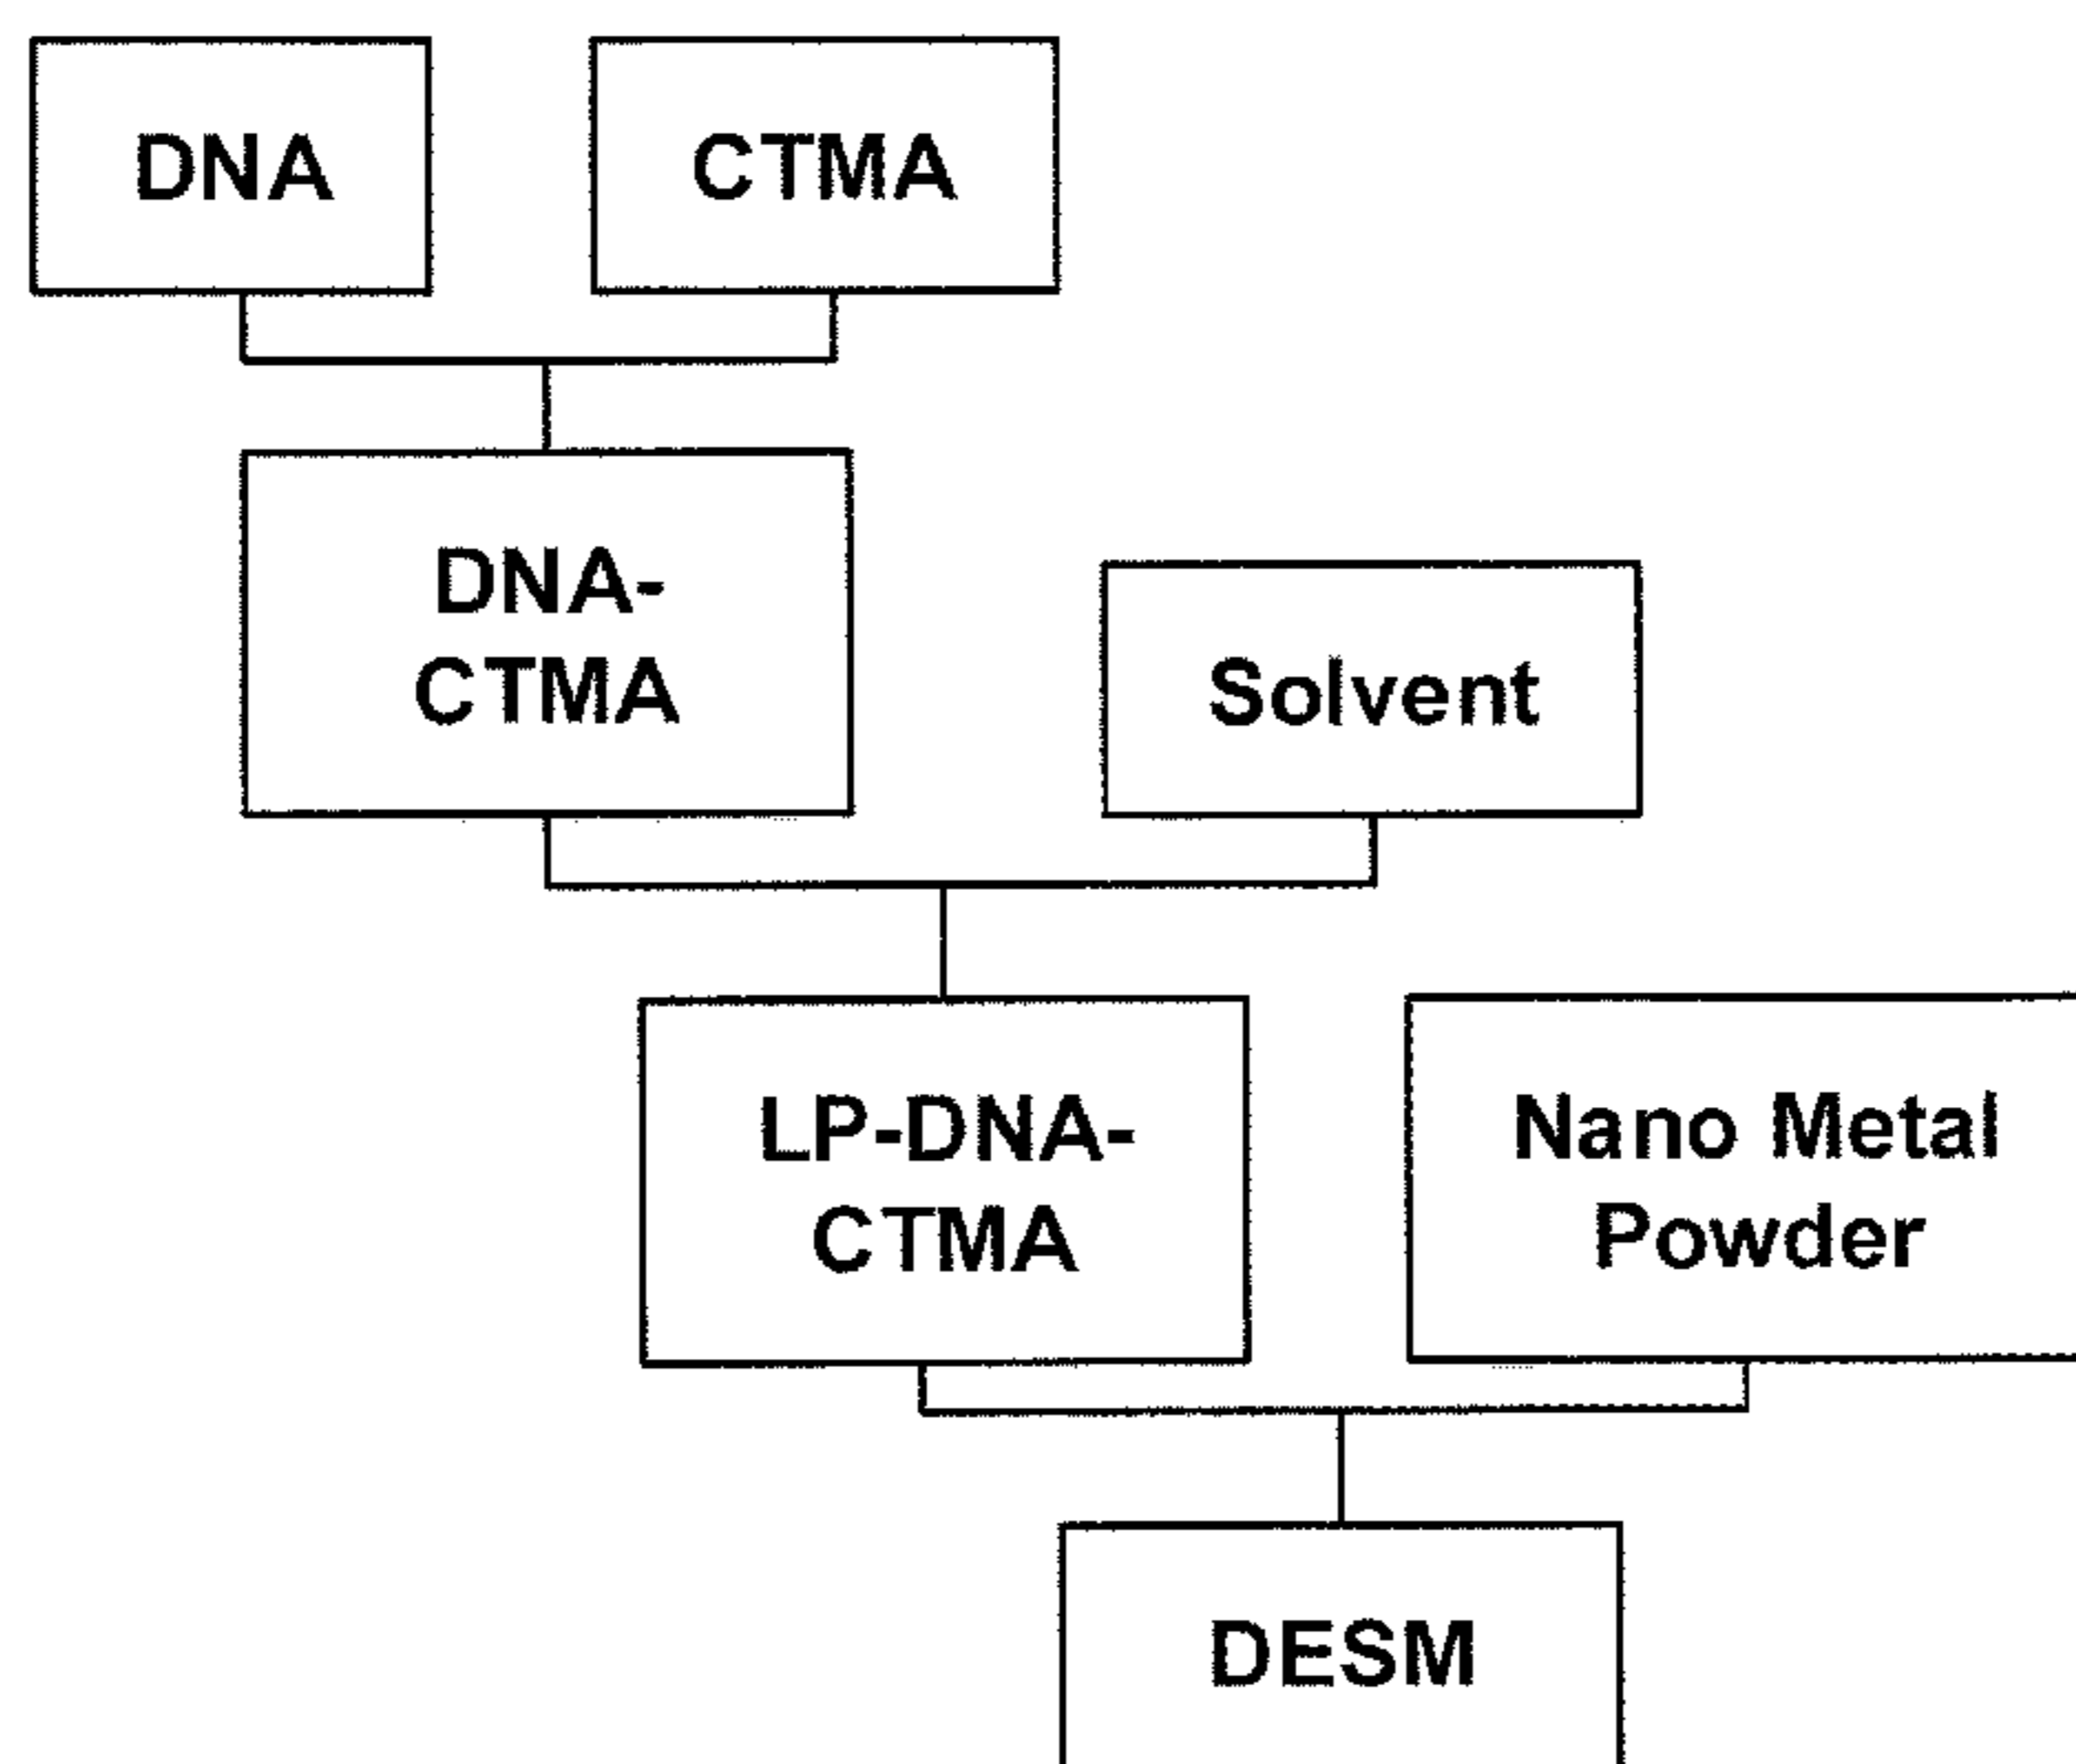 DNA
CTMA
DNA-
CTMA
Solvent
LP-DNA-
CTMA
Nano Metal
Powder
DESM